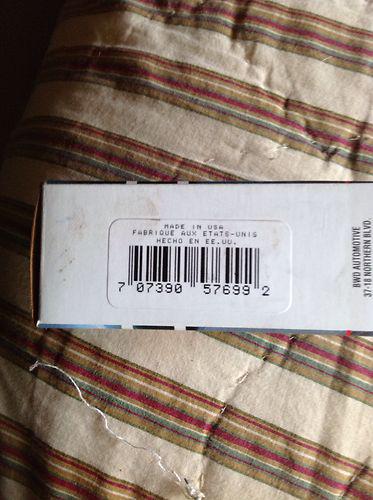 MADE IN USA
FABRIQUE AUX ETATS-UNIS
HECHO EN EE.UU.
7 07390 57699 2
BWD AUTOMOTIVE
37-18 NORTHERN BLVD.